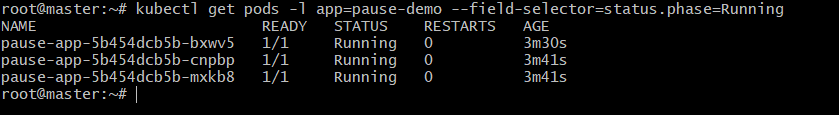 root@master:~# kubectl get pods -l app=pause-demo --field-selector=status.phase=Running
NAME READY STATUS RESTARTS AGE
pause-app-5b454dcb5b-bxwv5 1/1 Running 0 3m30s
pause-app-5b454dcb5b-cnpbp 1/1 Running 0 3m41s
pause-app-5b454dcb5b-mxkb8 1/1 Running 0 3m41s
root@master:~#